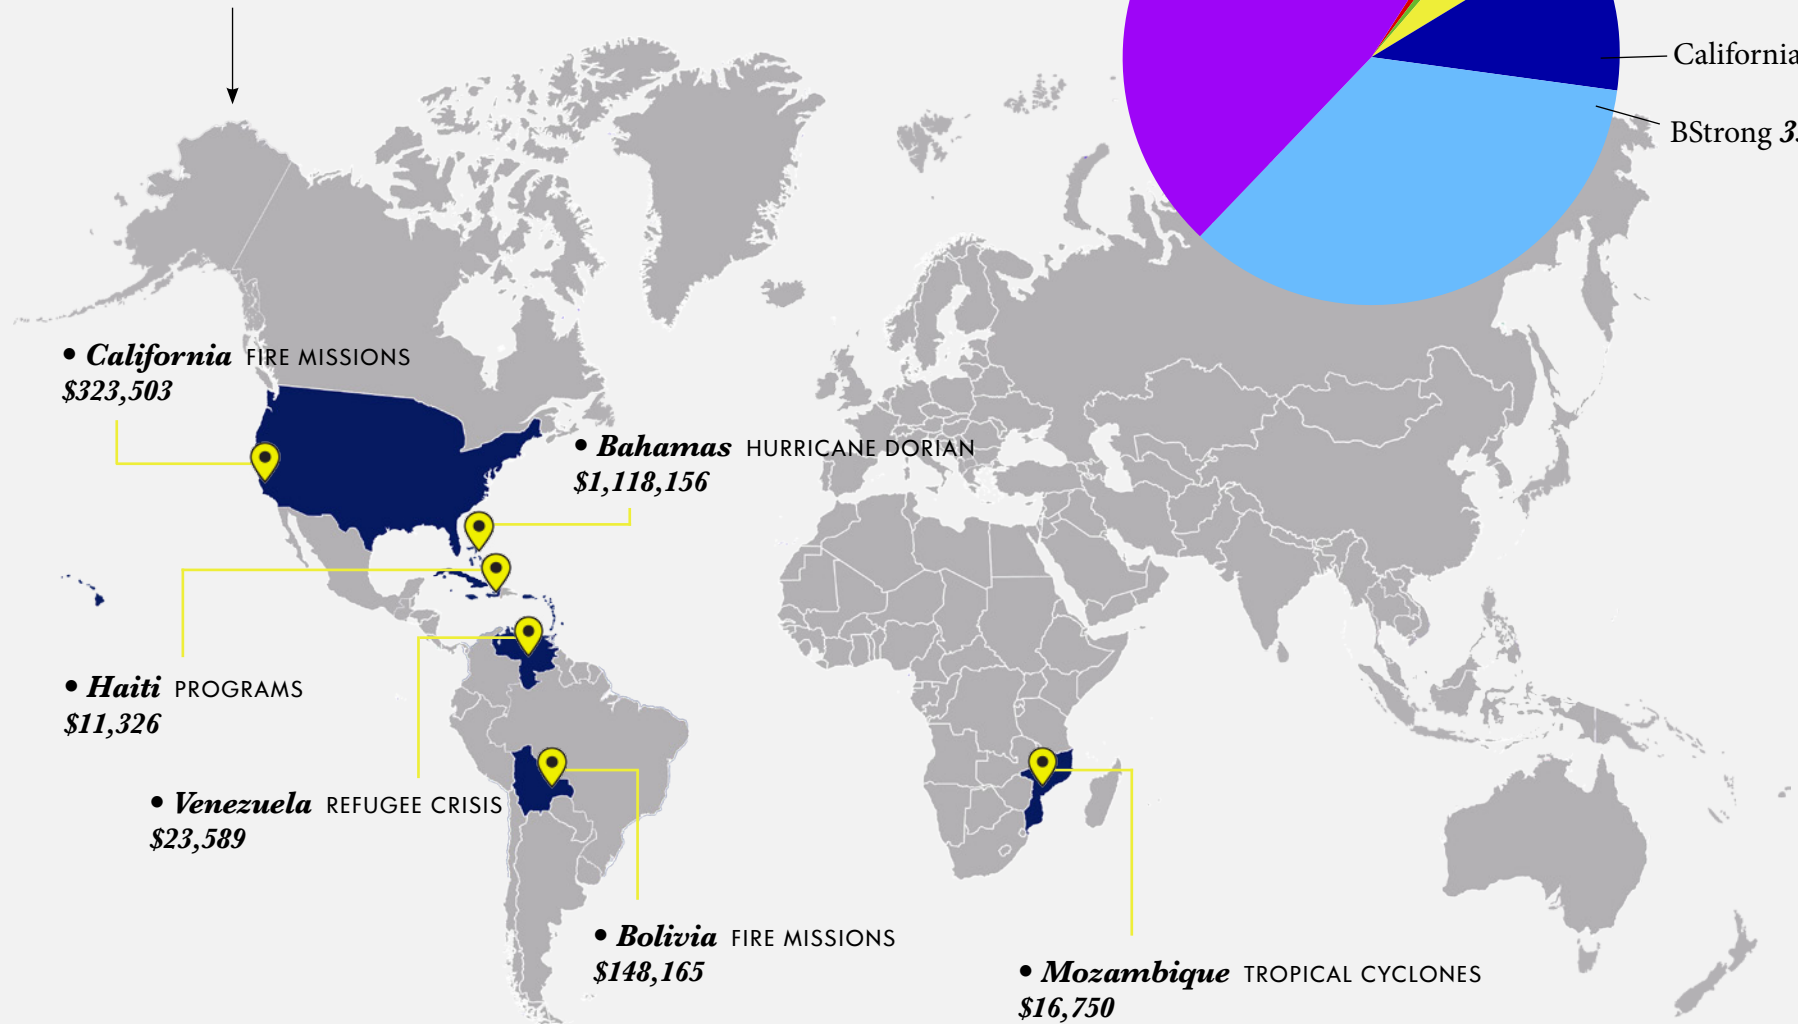 California
BStrong
• California FIRE MISSIONS
$323,503
• Bahamas HURRICANE DORIAN
$1,118,156
• Haiti PROGRAMS
$11,326
• Venezuela REFUGEE CRISIS
$23,589
• Bolivia FIRE MISSIONS
$148,165
• Mozambique TROPICAL CYCLONES
$16,750